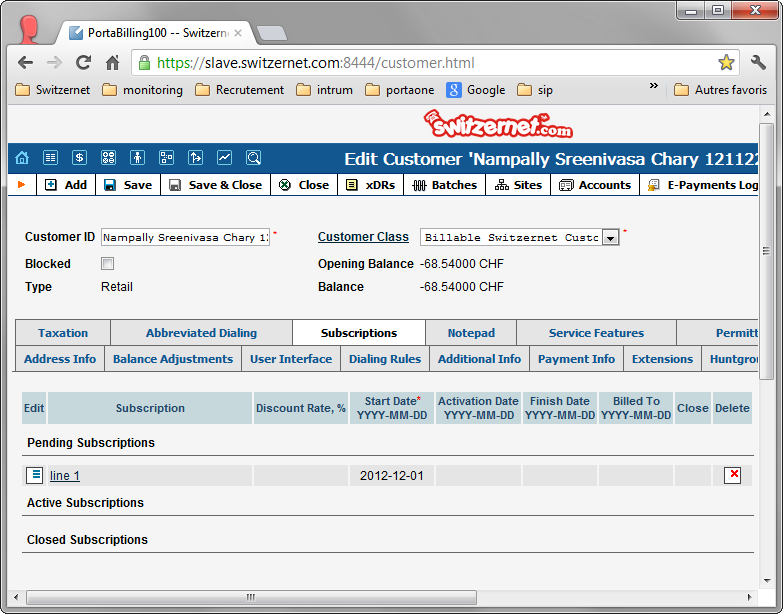 PortaBilling100 -- Switzern
https://slave.switzernet.com:8444/customer.html
Switzernet monitoring Recrutement intrum portaone Google sip » Autres favoris
The switzernet.com
Edit Customer 'Nampally Sreenivasa Chary 121122
Add Save Save & Close Close xDRs Batches Sites Accounts E-Payments Log
Customer ID Nampally Sreenivasa Chary 12 * Customer Class Billable Switzernet Custo *
Blocked Opening Balance -68.54000 CHF
Type Retail Balance -68.54000 CHF
Taxation Abbreviated Dialing Subscriptions Notepad Service Features Permitt
Address Info Balance Adjustments User Interface Dialing Rules Additional Info Payment Info Extensions Huntgro
Edit Subscription Discount Rate, % Start Date* Activation Date Finish Date Billed To Close Delete
YYYY-MM-DD YYYY-MM-DD YYYY-MM-DD YYYY-MM-DD
Pending Subscriptions
line 1 2012-12-01
Active Subscriptions
Closed Subscriptions